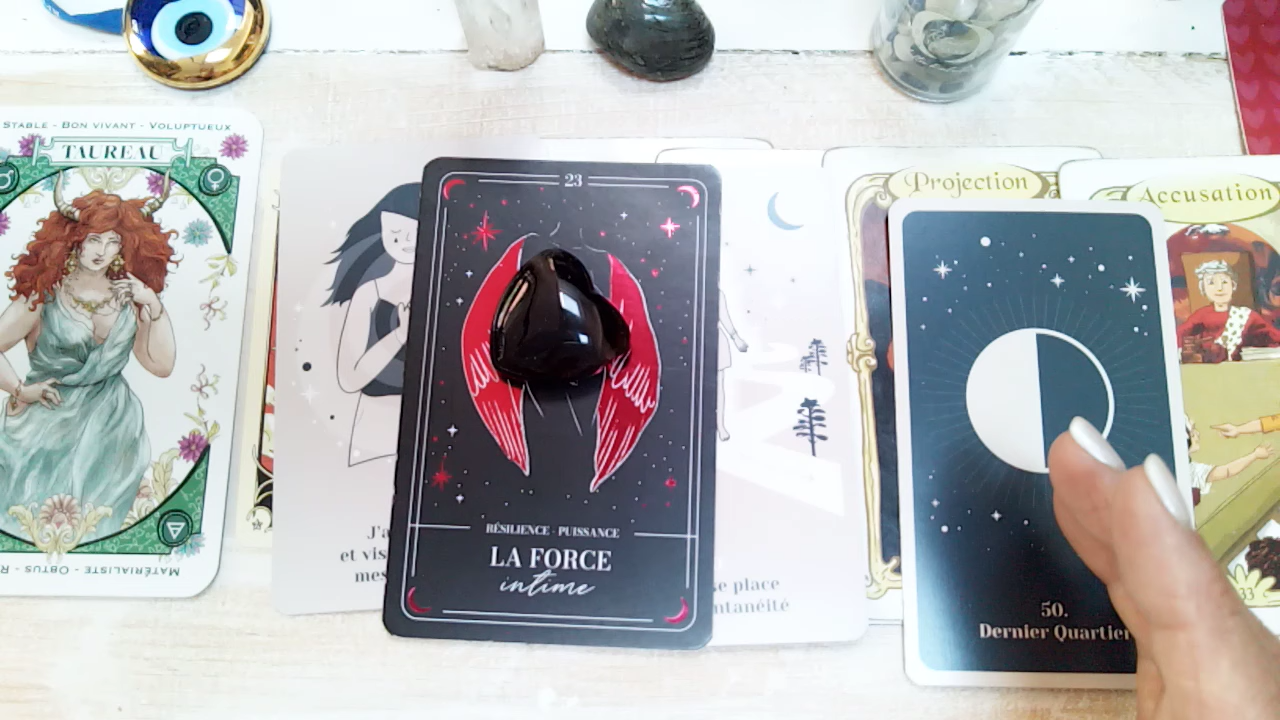 STABLE - BON VIVANT - VOLUPTUEUX
TAUREAU
MATÉRIALISTE - OBTUS - R
J'a
et vis
mes
23
RÉSILIENCE - PUISSANCE
LA FORCE
intime
se place
ntanéité
Projection
50.
Dernier Quartier
Accusation
33